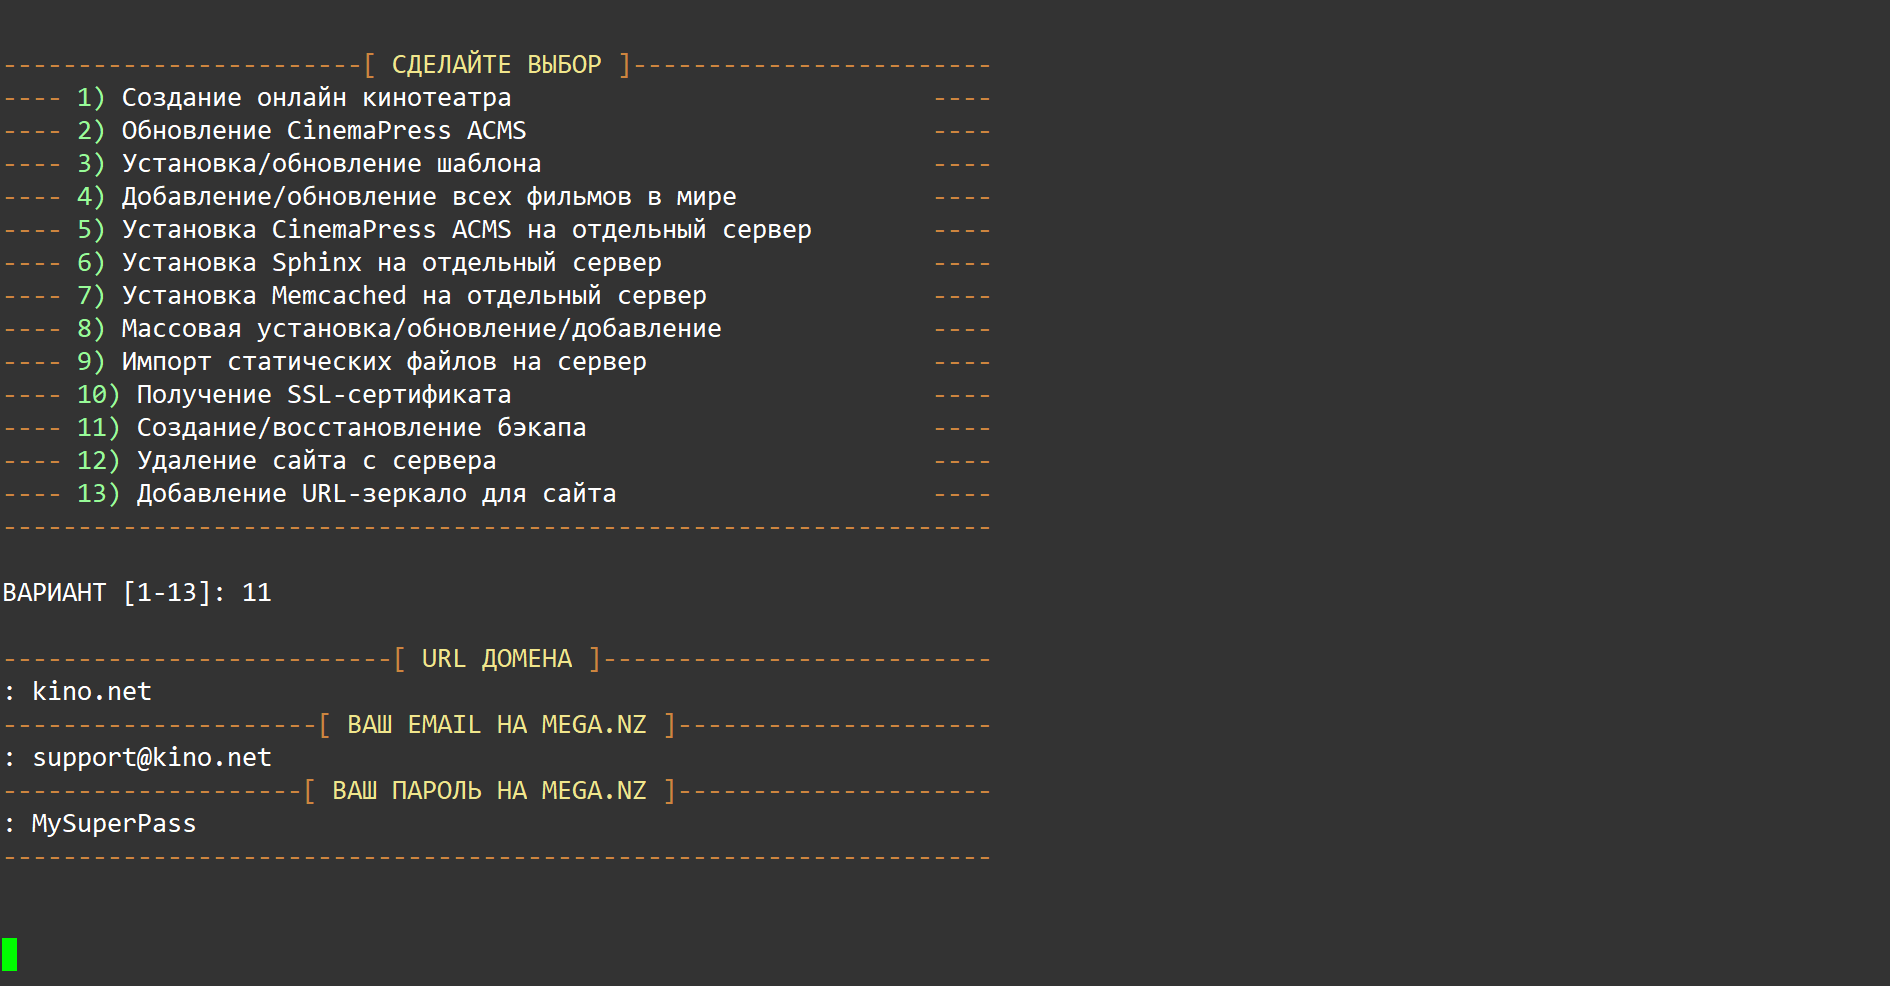 ------------------------[ СДЕЛАЙТЕ ВЫБОР ]------------------------
---- 1) Создание онлайн кинотеатра ----
---- 2) Обновление CinemaPress ACMS ----
---- 3) Установка/обновление шаблона ----
---- 4) Добавление/обновление всех фильмов в мире ----
---- 5) Установка CinemaPress ACMS на отдельный сервер ----
---- 6) Установка Sphinx на отдельный сервер ----
---- 7) Установка Memcached на отдельный сервер ----
---- 8) Массовая установка/обновление/добавление ----
---- 9) Импорт статических файлов на сервер ----
---- 10) Получение SSL-сертификата ----
---- 11) Создание/восстановление бэкапа ----
---- 12) Удаление сайта с сервера ----
---- 13) Добавление URL-зеркало для сайта ----
------------------------------------------------------------------
ВАРИАНТ [1-13]: 11
--------------------------[ URL ДОМЕНА ]--------------------------
: kino.net
---------------------[ ВАШ EMAIL НА MEGA.NZ ]---------------------
: support@kino.net
--------------------[ ВАШ ПАРОЛЬ НА MEGA.NZ ]---------------------
: MySuperPass
------------------------------------------------------------------